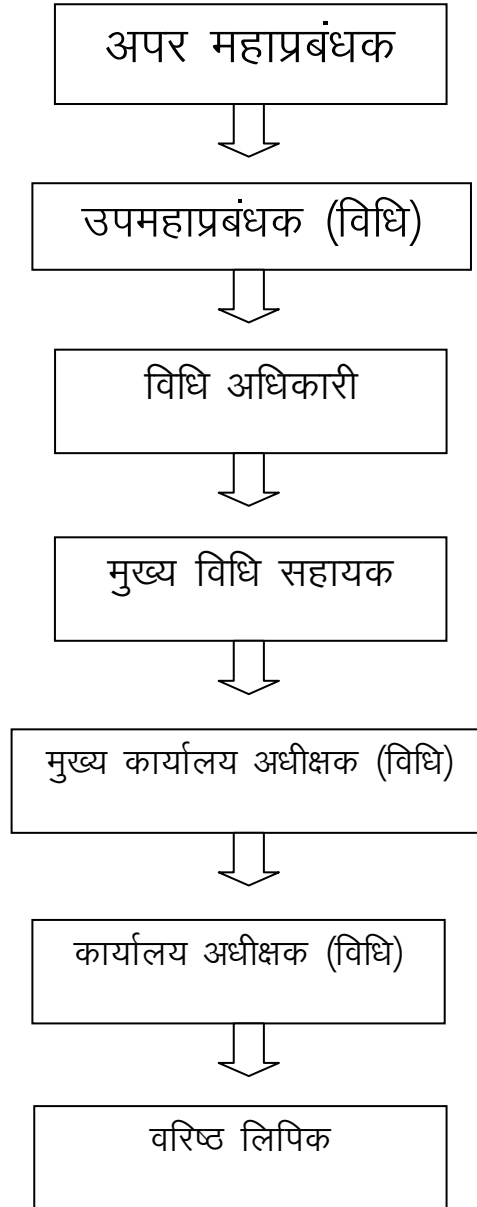 अपर महाप्रबंधक
उपमहाप्रबंधक (विधि)
विधि अधिकारी
मुख्य विधि सहायक
मुख्य कार्यालय अधीक्षक (विधि)
कार्यालय अधीक्षक (विधि)
वरिष्ठ लिपिक